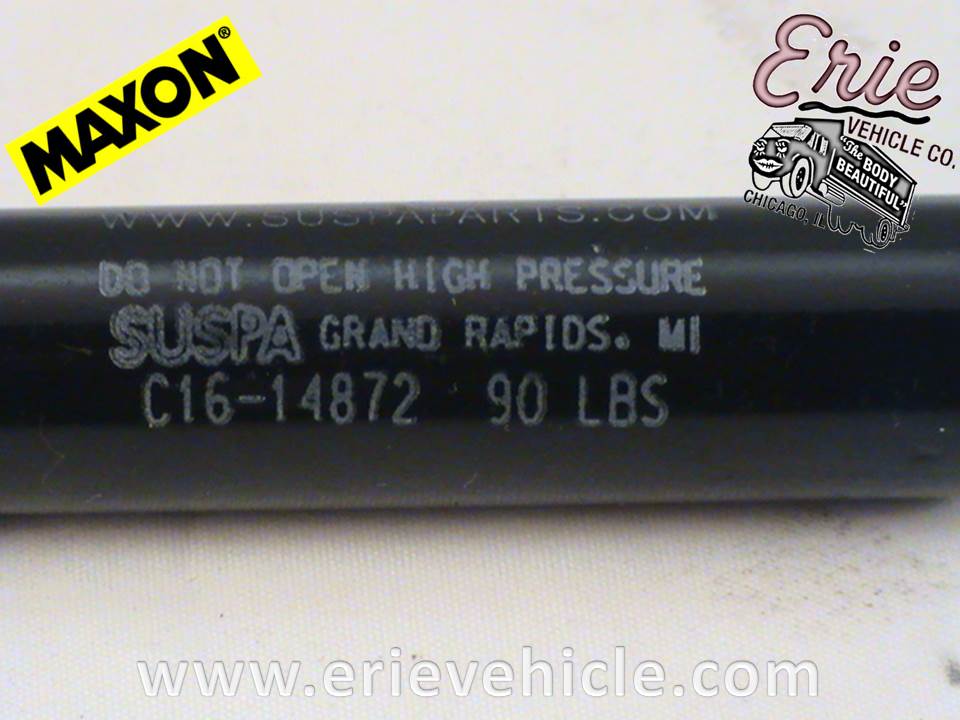 MAXON®
Erie
VEHICLE CO.
"The
BODY
BEAUTIFUL"
CHICAGO, IL
WWW.SUSPAPARTS.COM
DO NOT OPEN HIGH PRESSURE
SUSPA GRAND RAPIDS. MI
C16-14872 90 LBS
www.erievehicle.com